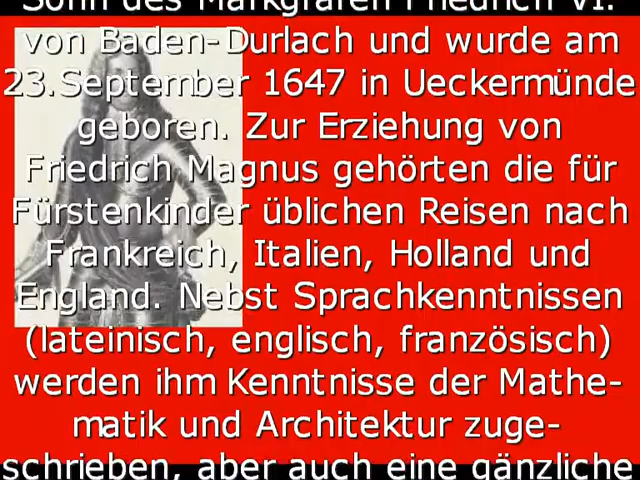 Sohn des Markgrafen Friedrich VI.
von Baden-Durlach und wurde am
23.September 1647 in Ueckermünde
geboren. Zur Erziehung von
Friedrich Magnus gehörten die für
Fürstenkinder üblichen Reisen nach
Frankreich, Italien, Holland und
England. Nebst Sprachkenntnissen
(lateinisch, englisch, französisch)
werden ihm Kenntnisse der Mathe-
matik und Architektur zuge-
schrieben, aber auch eine gänzliche